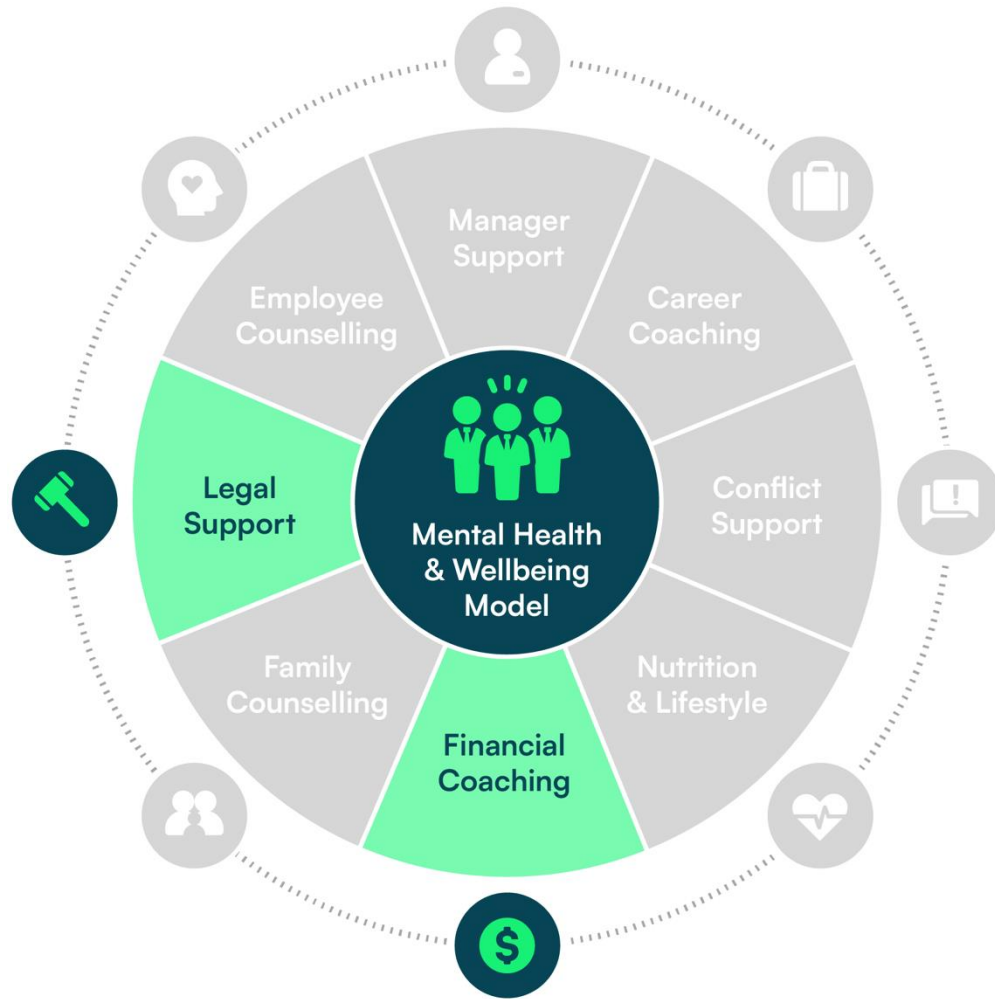 Manager
Support
Career
Coaching
Conflict
Support
Nutrition
& Lifestyle
Financial
Coaching
Family
Counselling
Legal
Support
Employee
Counselling
Mental Health
& Wellbeing
Model
!
$